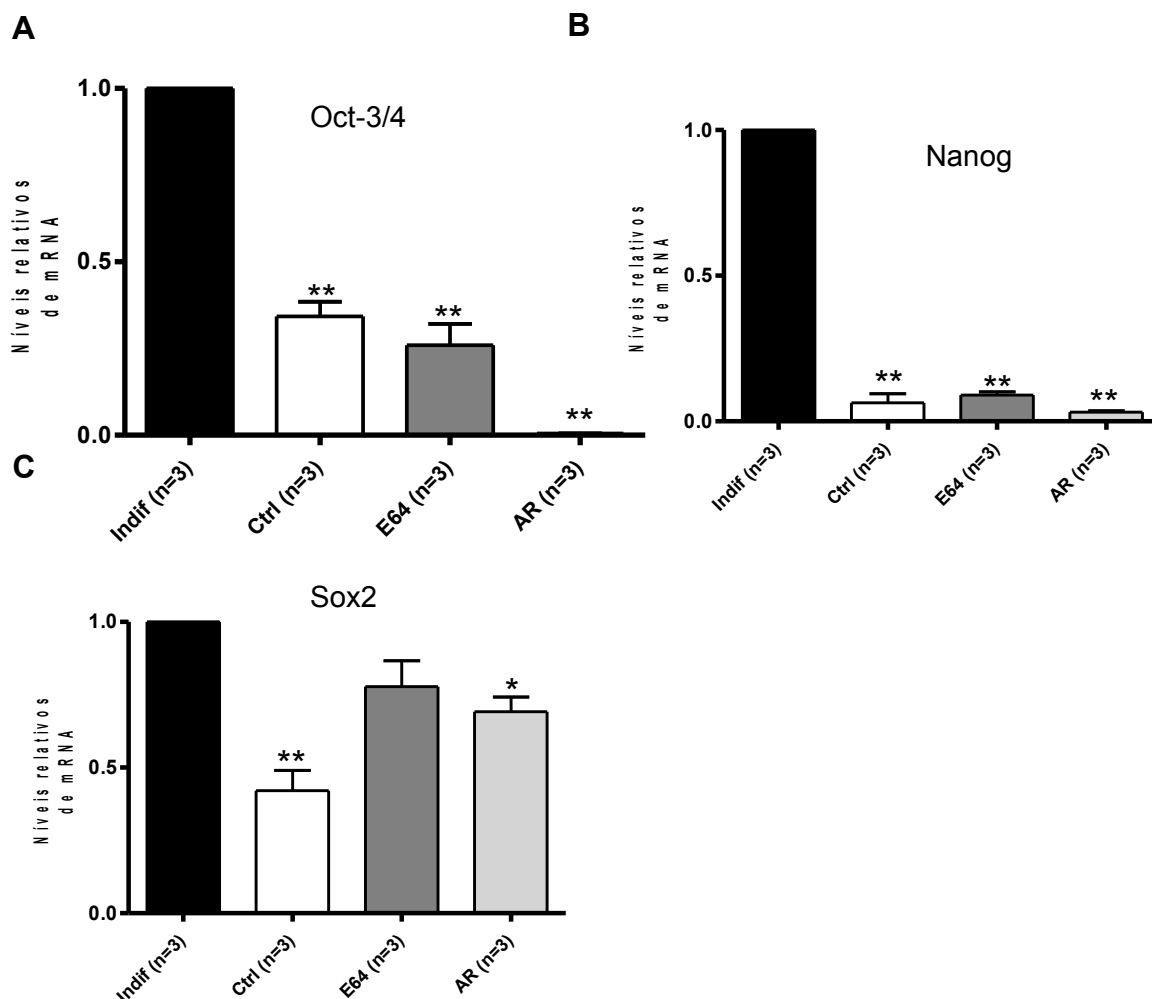 A
1.0
0.5
0.0
Níveis relativos
de mRNA
Oct-3/4
**
**
**
Indif (n=3)
Ctrl (n=3)
E64 (n=3)
AR (n=3)
B
1.0
0.5
0.0
Níveis relativos
de mRNA
Nanog
**
**
**
Indif (n=3)
Ctrl (n=3)
E64 (n=3)
AR (n=3)
C
1.0
0.5
0.0
Níveis relativos
de mRNA
Sox2
**
*
Indif (n=3)
Ctrl (n=3)
E64 (n=3)
AR (n=3)